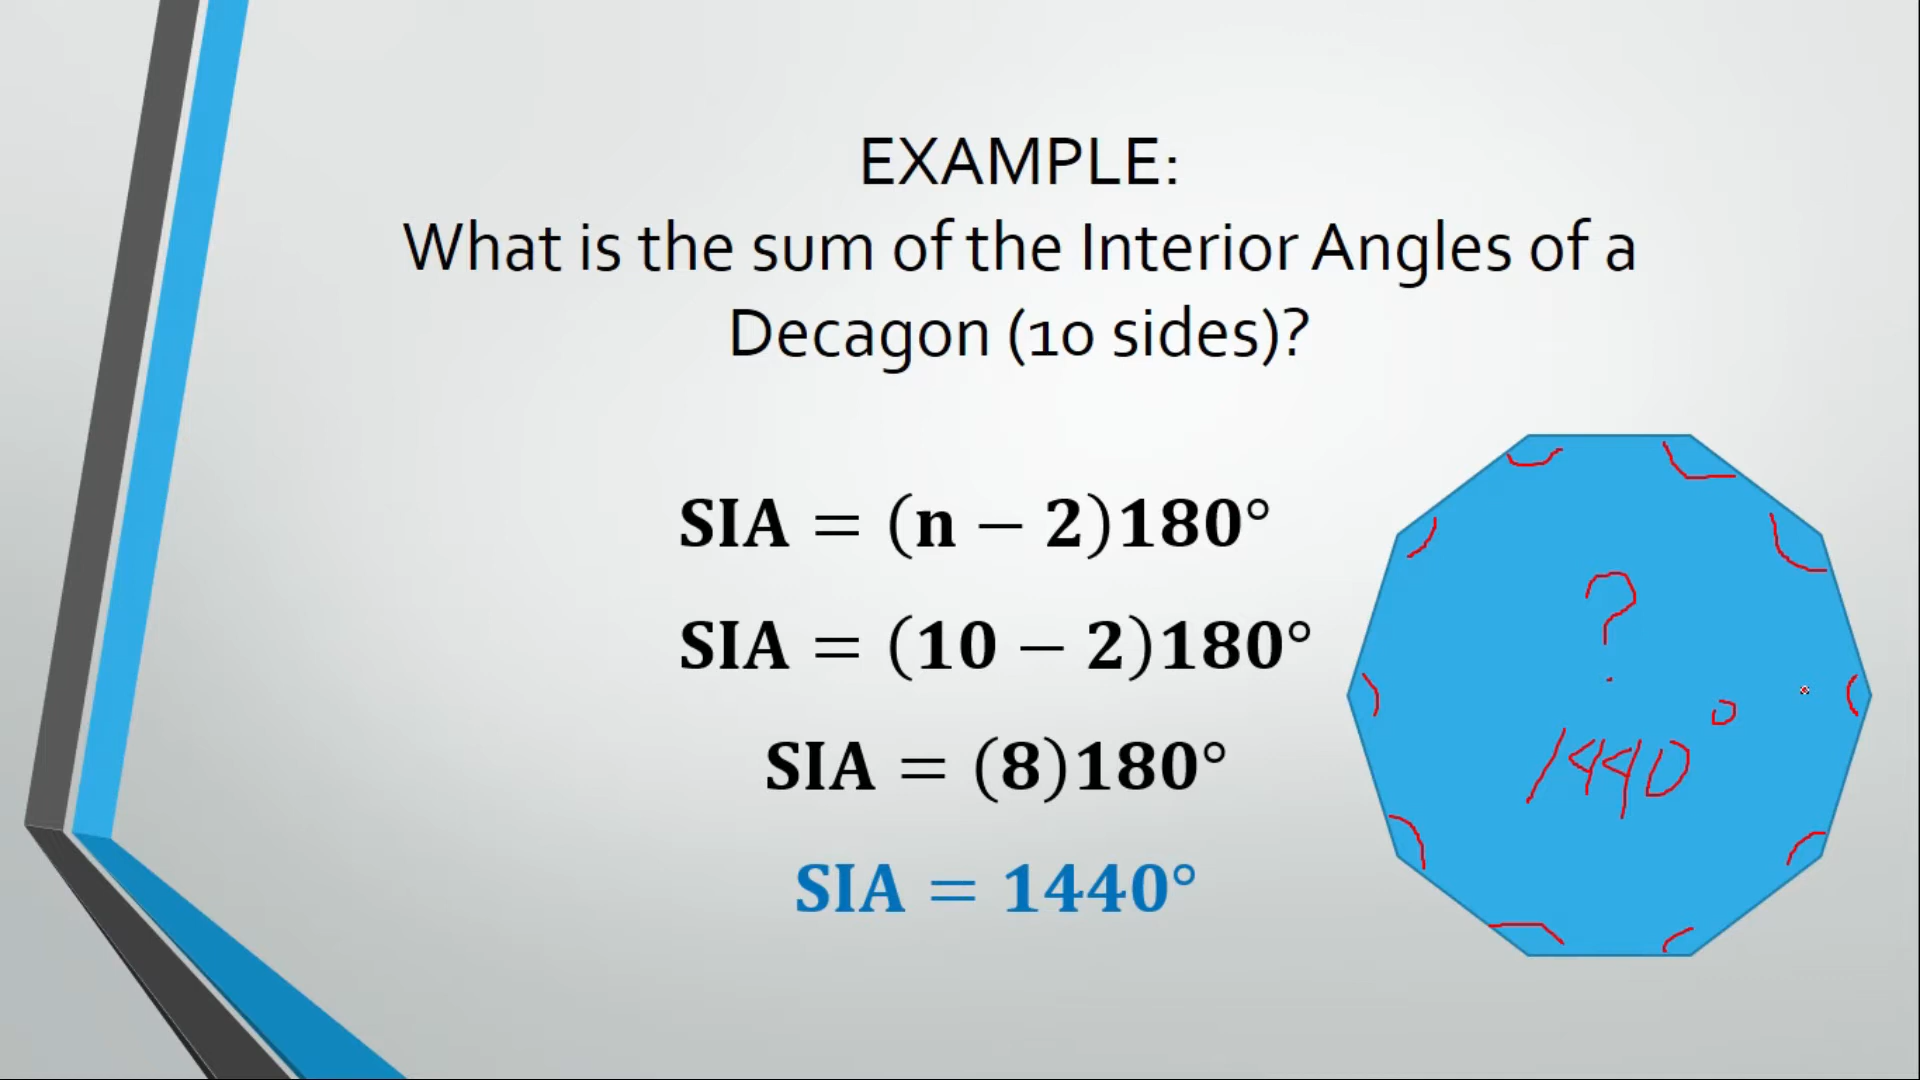 EXAMPLE:
What is the sum of the Interior Angles of a
Decagon (10 sides)?
SIA = (n − 2)180°
SIA = (10 − 2)180°
SIA = (8)180°
SIA = 1440°
?
1440°